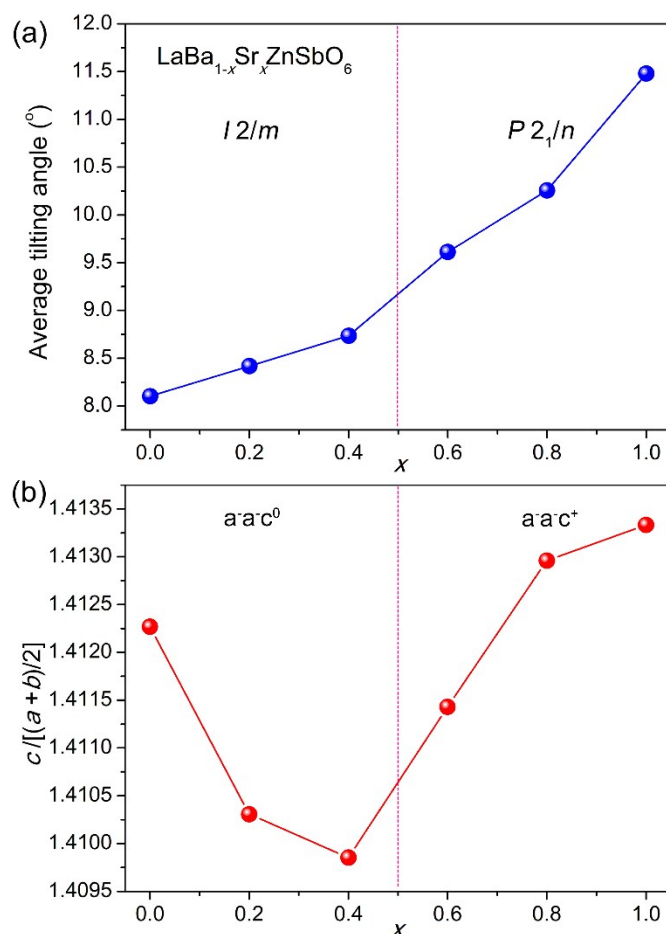 (a)
LaBa₁₋ₓSrₓZnSbO₆
I 2/m
P 2₁/n
Average tilting angle (°)
12.0
11.5
11.0
10.5
10.0
9.5
9.0
8.5
8.0
0.0 0.2 0.4 0.6 0.8 1.0
x
(b)
a⁻a⁻c⁰
a⁻a⁻c⁺
c/[(a+b)/2]
1.4135
1.4130
1.4125
1.4120
1.4115
1.4110
1.4105
1.4100
1.4095
0.0 0.2 0.4 0.6 0.8 1.0
x